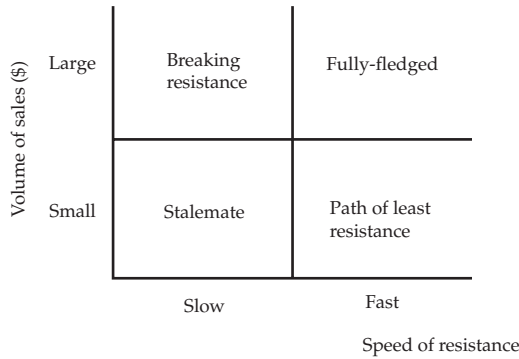 Volume of sales ($)
Large
Breaking
resistance
Fully-fledged
Small
Stalemate
Path of least
resistance
Slow
Fast
Speed of resistance